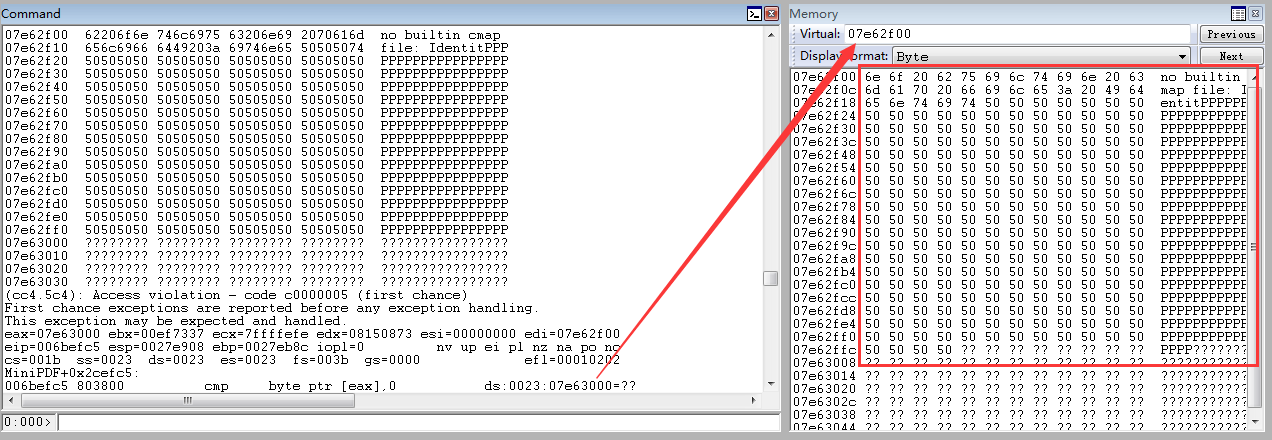 Command
07e62f00  62206f6e 746c6975 63206e69 2070616d  no builtin cmap
07e62f10  656c6966 6449203a 69746e65 50505074  file: IdentitPPP
07e62f20  50505050 50505050 50505050 50505050  PPPPPPPPPPPPPPPP
07e62f30  50505050 50505050 50505050 50505050  PPPPPPPPPPPPPPPP
07e62f40  50505050 50505050 50505050 50505050  PPPPPPPPPPPPPPPP
07e62f50  50505050 50505050 50505050 50505050  PPPPPPPPPPPPPPPP
07e62f60  50505050 50505050 50505050 50505050  PPPPPPPPPPPPPPPP
07e62f70  50505050 50505050 50505050 50505050  PPPPPPPPPPPPPPPP
07e62f80  50505050 50505050 50505050 50505050  PPPPPPPPPPPPPPPP
07e62f90  50505050 50505050 50505050 50505050  PPPPPPPPPPPPPPPP
07e62fa0  50505050 50505050 50505050 50505050  PPPPPPPPPPPPPPPP
07e62fb0  50505050 50505050 50505050 50505050  PPPPPPPPPPPPPPPP
07e62fc0  50505050 50505050 50505050 50505050  PPPPPPPPPPPPPPPP
07e62fd0  50505050 50505050 50505050 50505050  PPPPPPPPPPPPPPPP
07e62fe0  50505050 50505050 50505050 50505050  PPPPPPPPPPPPPPPP
07e62ff0  50505050 50505050 50505050 50505050  PPPPPPPPPPPPPPPP
07e63000  ???????? ???????? ???????? ????????  ????????????????
07e63010  ???????? ???????? ???????? ????????  ????????????????
07e63020  ???????? ???????? ???????? ????????  ????????????????
07e63030  ???????? ???????? ???????? ????????  ????????????????
(cc4.5c4): Access violation - code c0000005 (first chance)
First chance exceptions are reported before any exception handling.
This exception may be expected and handled.
eax=07e63000 ebx=00ef7337 ecx=7ffffefe edx=08150873 esi=00000000 edi=07e62f00
eip=006befc5 esp=0027e908 ebp=0027eb8c iopl=0         nv up ei pl nz na po nc
cs=001b  ss=0023  ds=0023  es=0023  fs=003b  gs=0000             efl=00010202
MiniPDF+0x2cefc5:
006befc5 803800          cmp     byte ptr [eax],0          ds:0023:07e63000=??
0:000>
Memory
Virtual: 07e62f00
Previous
Display format: Byte
Next
07e62f00 6e 6f 20 62 75 69 6c 74 69 6e 20 63  no builtin
07e62f0c 6d 61 70 20 66 69 6c 65 3a 20 49 64  map file: I
07e62f18 65 6e 74 69 74 50 50 50 50 50 50 50  entitPPPPPP
07e62f24 50 50 50 50 50 50 50 50 50 50 50 50  PPPPPPPPPPP
07e62f30 50 50 50 50 50 50 50 50 50 50 50 50  PPPPPPPPPPP
07e62f3c 50 50 50 50 50 50 50 50 50 50 50 50  PPPPPPPPPPP
07e62f48 50 50 50 50 50 50 50 50 50 50 50 50  PPPPPPPPPPP
07e62f54 50 50 50 50 50 50 50 50 50 50 50 50  PPPPPPPPPPP
07e62f60 50 50 50 50 50 50 50 50 50 50 50 50  PPPPPPPPPPP
07e62f6c 50 50 50 50 50 50 50 50 50 50 50 50  PPPPPPPPPPP
07e62f78 50 50 50 50 50 50 50 50 50 50 50 50  PPPPPPPPPPP
07e62f84 50 50 50 50 50 50 50 50 50 50 50 50  PPPPPPPPPPP
07e62f90 50 50 50 50 50 50 50 50 50 50 50 50  PPPPPPPPPPP
07e62f9c 50 50 50 50 50 50 50 50 50 50 50 50  PPPPPPPPPPP
07e62fa8 50 50 50 50 50 50 50 50 50 50 50 50  PPPPPPPPPPP
07e62fb4 50 50 50 50 50 50 50 50 50 50 50 50  PPPPPPPPPPP
07e62fc0 50 50 50 50 50 50 50 50 50 50 50 50  PPPPPPPPPPP
07e62fcc 50 50 50 50 50 50 50 50 50 50 50 50  PPPPPPPPPPP
07e62fd8 50 50 50 50 50 50 50 50 50 50 50 50  PPPPPPPPPPP
07e62fe4 50 50 50 50 50 50 50 50 50 50 50 50  PPPPPPPPPPP
07e62ff0 50 50 50 50 50 50 50 50 50 50 50 50  PPPPPPPPPPP
07e62ffc 50 50 50 50 ?? ?? ?? ?? ?? ?? ?? ??  PPPP???????
07e63008 ?? ?? ?? ?? ?? ?? ?? ?? ?? ?? ?? ??  ???????????
07e63014 ?? ?? ?? ?? ?? ?? ?? ?? ?? ?? ?? ??  ???????????
07e63020 ?? ?? ?? ?? ?? ?? ?? ?? ?? ?? ?? ??  ???????????
07e6302c ?? ?? ?? ?? ?? ?? ?? ?? ?? ?? ?? ??  ???????????
07e63038 ?? ?? ?? ?? ?? ?? ?? ?? ?? ?? ?? ??  ???????????
07e63044 ?? ?? ?? ?? ?? ?? ?? ?? ?? ?? ?? ??  ???????????